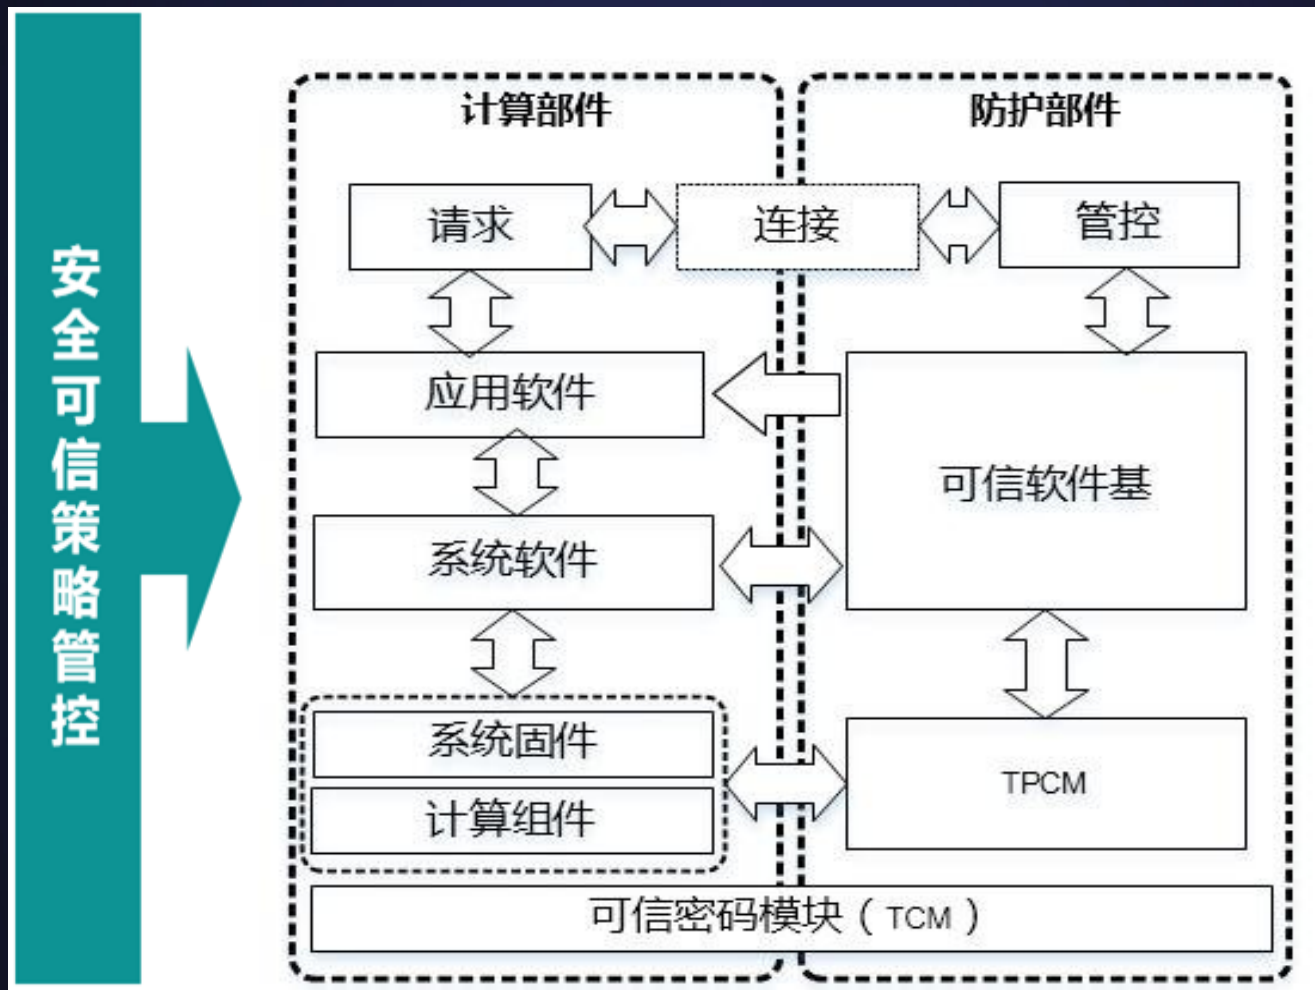 安全可信策略管控
计算部件
防护部件
请求
连接
管控
应用软件
可信软件基
系统软件
系统固件
TPCM
计算组件
可信密码模块（TCM）